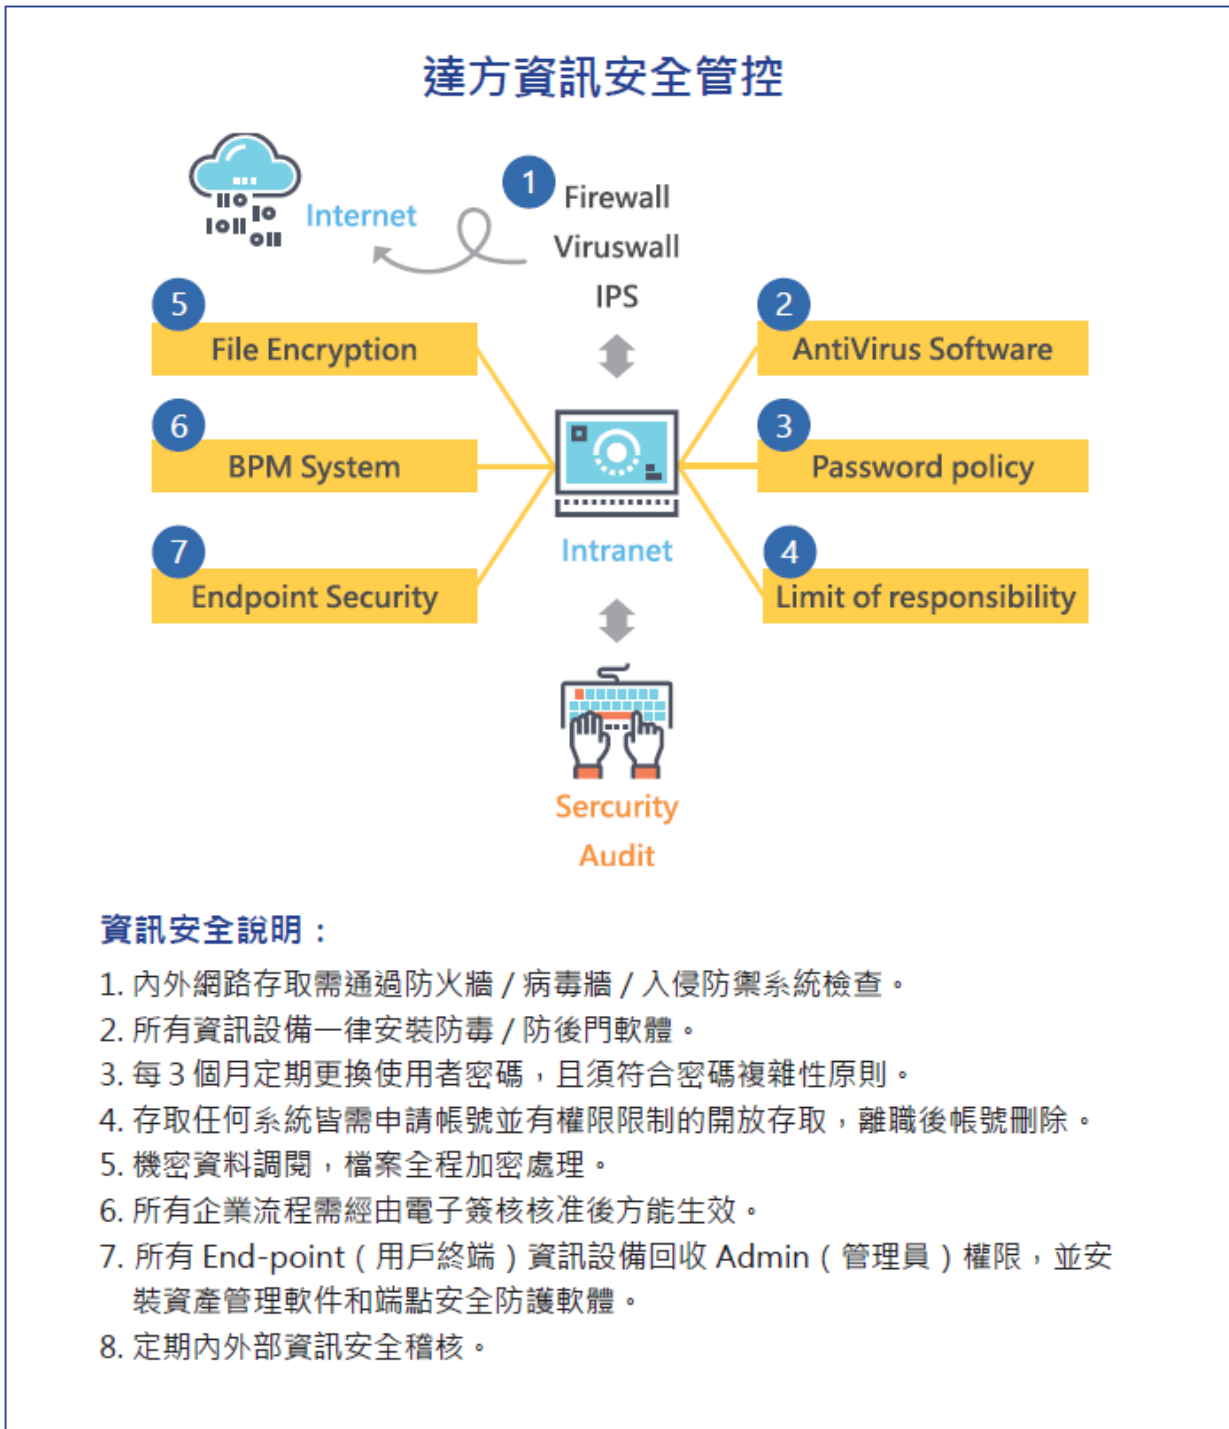 達方資訊安全管控
Internet
1
Firewall
Viruswall
IPS
5
File Encryption
2
AntiVirus Software
6
BPM System
3
Password policy
7
Endpoint Security
Intranet
4
Limit of responsibility
Sercurity
Audit
資訊安全說明：
1. 內外網路存取需通過防火牆 / 病毒牆 / 入侵防禦系統檢查。
2. 所有資訊設備一律安裝防毒 / 防後門軟體。
3. 每 3 個月定期更換使用者密碼，且須符合密碼複雜性原則。
4. 存取任何系統皆需申請帳號並有權限限制的開放存取，離職後帳號刪除。
5. 機密資料調閱，檔案全程加密處理。
6. 所有企業流程需經由電子簽核核准後方能生效。
7. 所有 End-point（用戶終端）資訊設備回收 Admin（管理員）權限，並安
裝資產管理軟件和端點安全防護軟體。
8. 定期內外部資訊安全稽核。